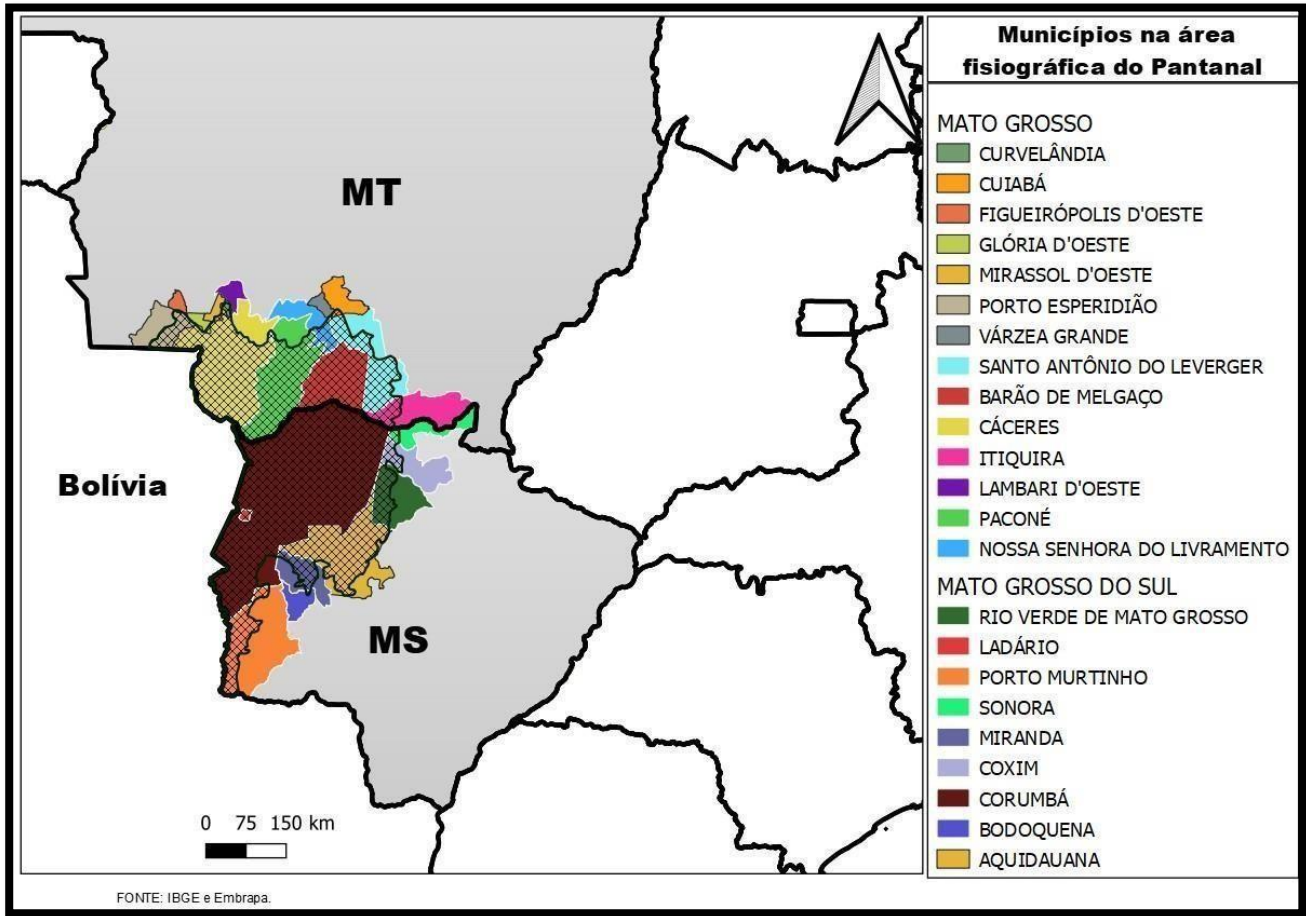 Municípios na área
fisiográfica do Pantanal
MATO GROSSO
CURVELÂNDIA
CUIABÁ
FIGUEIRÓPOLIS D'OESTE
GLÓRIA D'OESTE
MIRASSOL D'OESTE
PORTO ESPERIDIÃO
VÁRZEA GRANDE
SANTO ANTÔNIO DO LEVERGER
BARÃO DE MELGAÇO
CÁCERES
ITIQUIRA
LAMBARI D'OESTE
PACONÉ
NOSSA SENHORA DO LIVRAMENTO
MATO GROSSO DO SUL
RIO VERDE DE MATO GROSSO
LADÁRIO
PORTO MURTINHO
SONORA
MIRANDA
COXIM
CORUMBÁ
BODOQUENA
AQUIDAUANA
MT
Bolívia
MS
0 75 150 km
FONTE: IBGE e Embrapa.